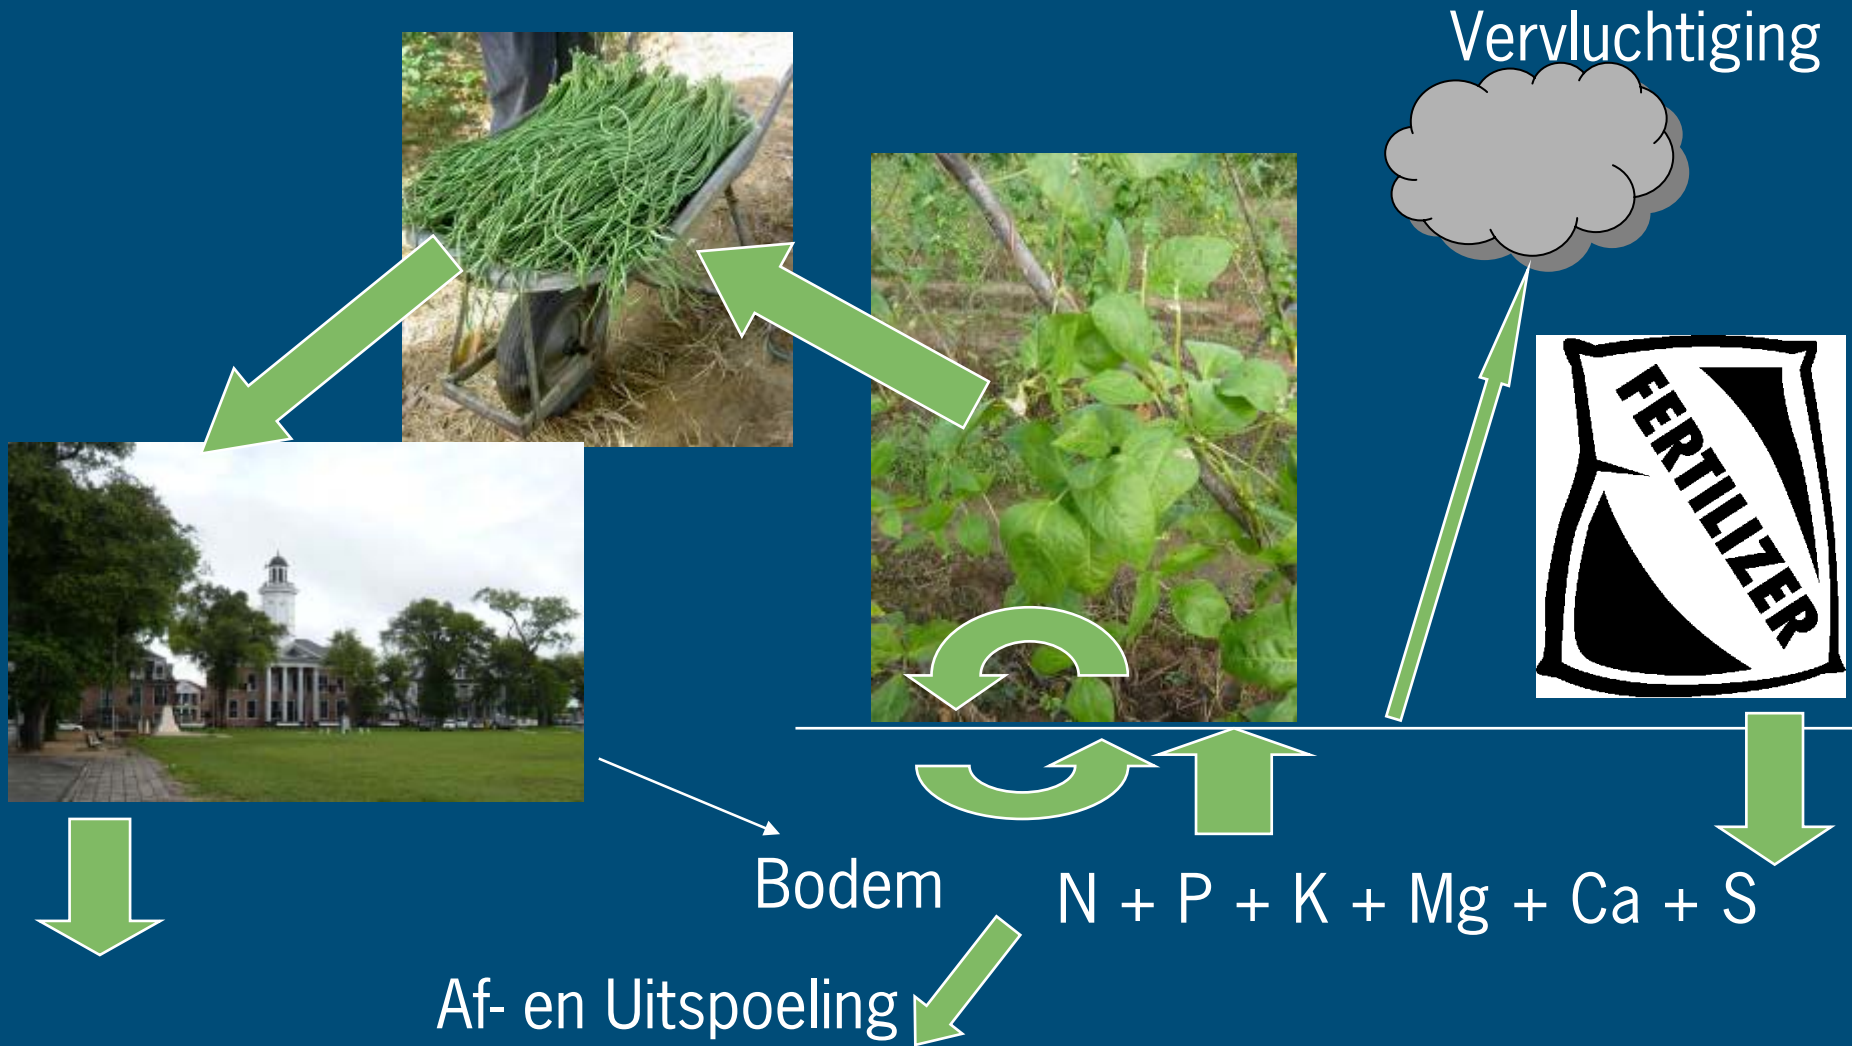 Vervluchtiging
FERTILIZER
Bodem
N + P + K + Mg + Ca + S
Af- en Uitspoeling